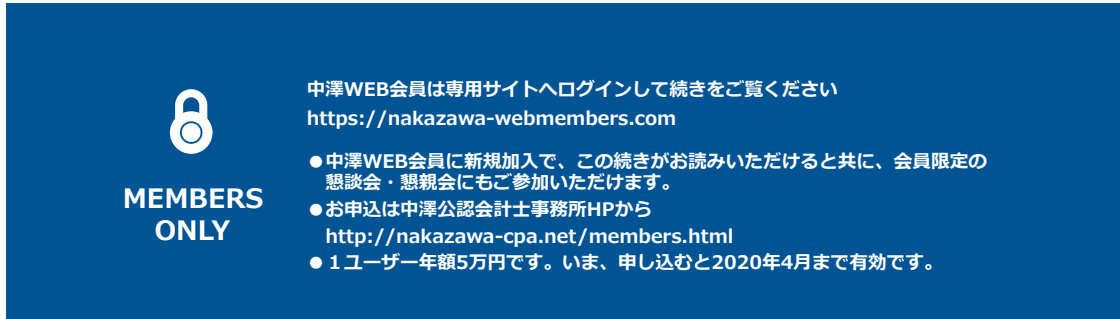 中澤WEB会員は専用サイトへログインして続きをご覧ください
https://nakazawa-webmembers.com
●中澤WEB会員に新規加入で、この続きがお読みいただけると共に、会員限定の
懇談会・懇親会にもご参加いただけます。
●お申込は中澤公認会計士事務所HPから
http://nakazawa-cpa.net/members.html
●１ユーザー年額5万円です。いま、申し込むと2020年4月まで有効です。
MEMBERS
ONLY